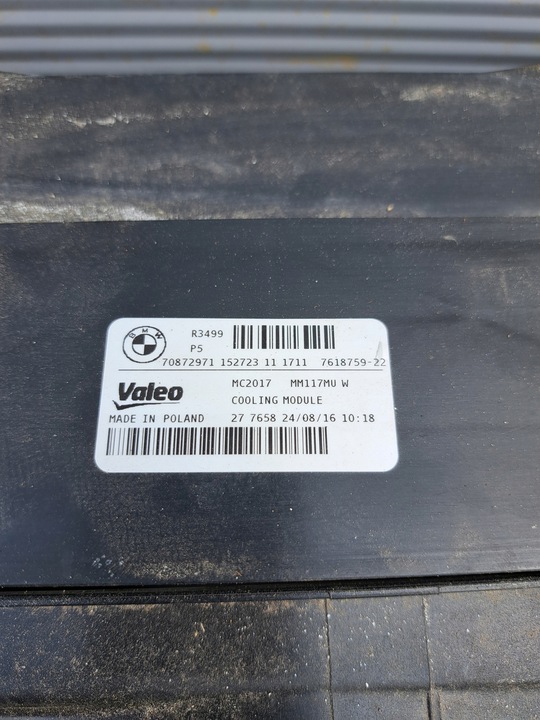 BMW
R3499
P5
70872971 152723 11 1711 7618759-22
Valeo
MC2017 MM117MU W
COOLING MODULE
MADE IN POLAND 27 7658 24/08/16 10:18